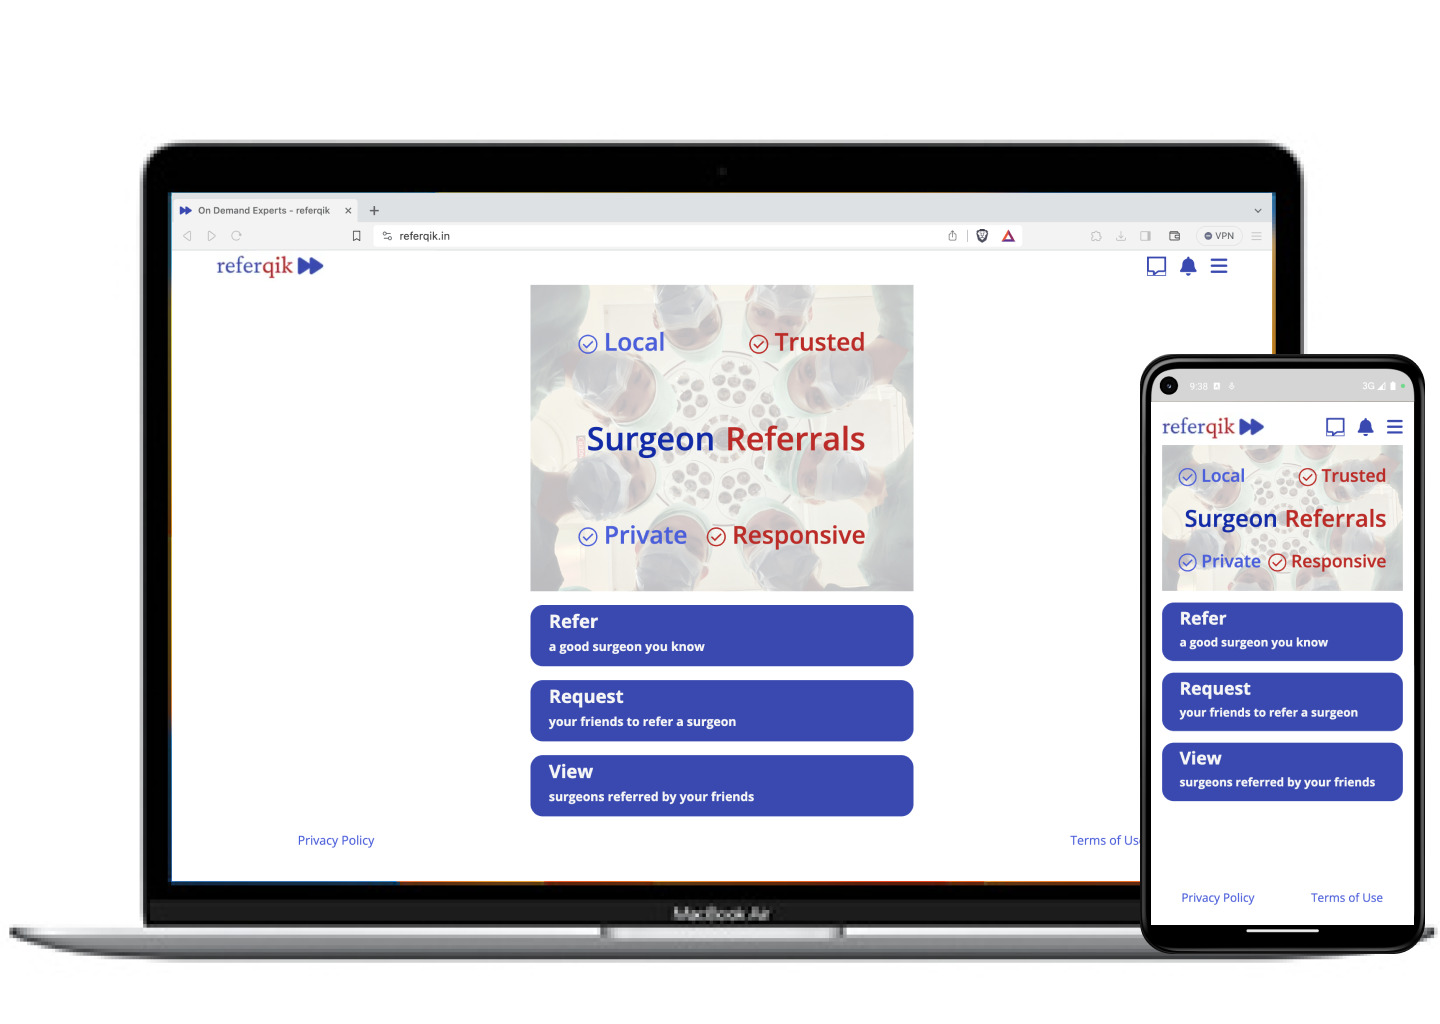 On Demand Experts - referqik
referqik.in
VPN
referqik
Local
Trusted
Surgeon Referrals
Private
Responsive
Refer
a good surgeon you know
Request
your friends to refer a surgeon
View
surgeons referred by your friends
Privacy Policy
Terms of Us
MacBook Air
9:38
3G
referqik
Local
Trusted
Surgeon Referrals
Private
Responsive
Refer
a good surgeon you know
Request
your friends to refer a surgeon
View
surgeons referred by your friends
Privacy Policy
Terms of Use